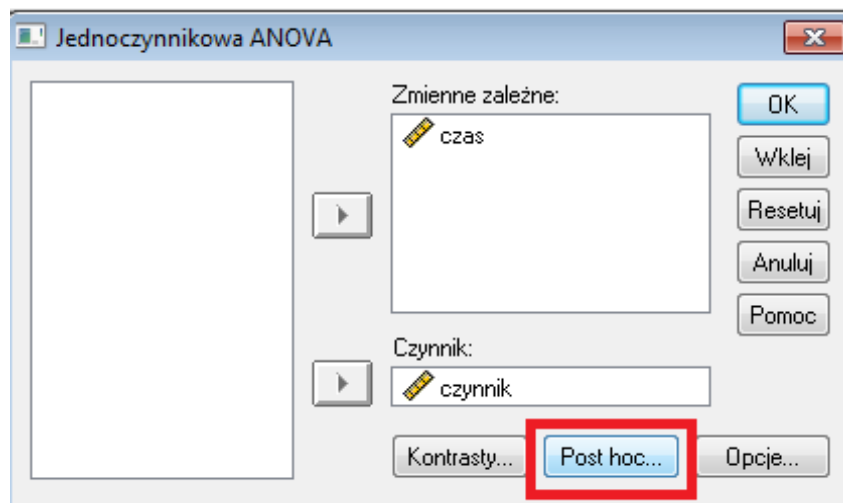 Jednoczynnikowa ANOVA
Zmienne zależne:
czas
OK
Wklej
Resetuj
Anuluj
Pomoc
Czynnik:
czynnik
Kontrasty...
Post hoc...
Opcje...